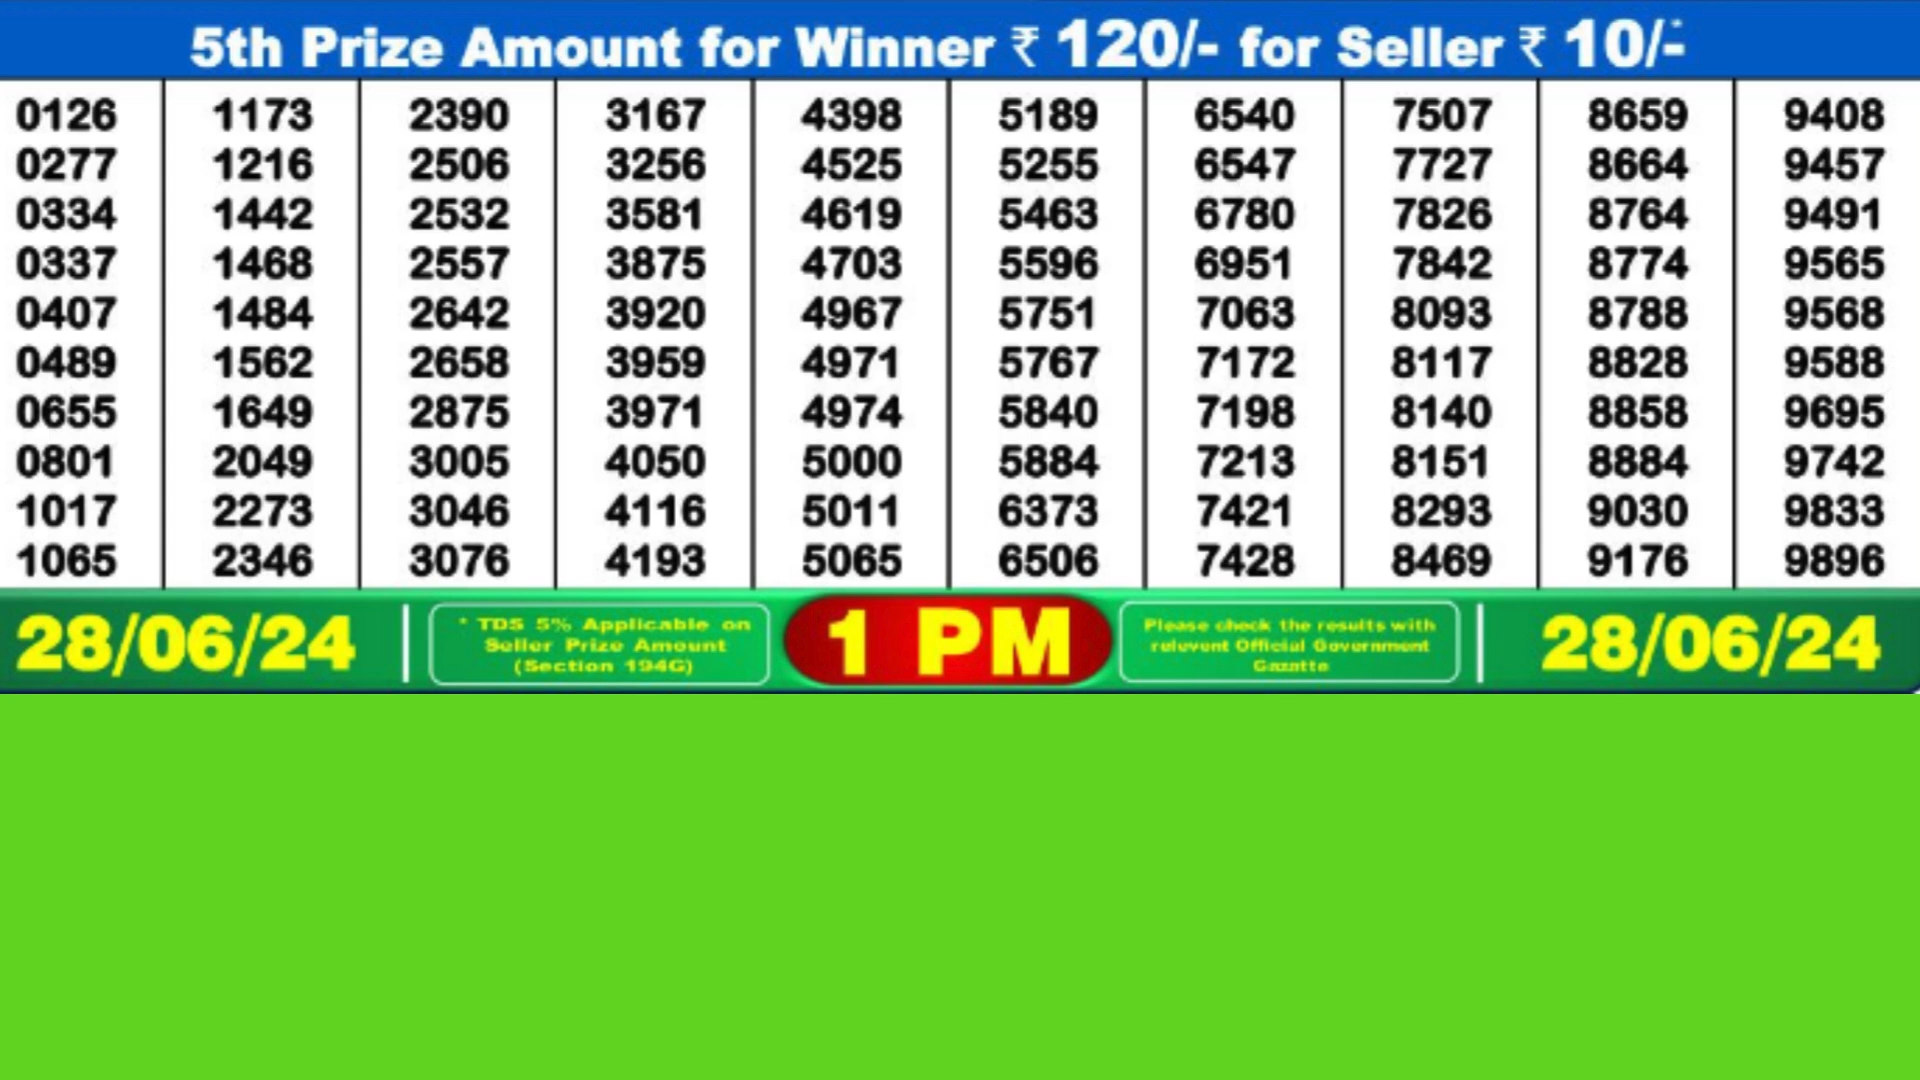 5th Prize Amount for Winner ₹ 120/- for Seller ₹ 10/-*
0126 1173 2390 3167 4398 5189 6540 7507 8659 9408
0277 1216 2506 3256 4525 5255 6547 7727 8664 9457
0334 1442 2532 3581 4619 5463 6780 7826 8764 9491
0337 1468 2557 3875 4703 5596 6951 7842 8774 9565
0407 1484 2642 3920 4967 5751 7063 8093 8788 9568
0489 1562 2658 3959 4971 5767 7172 8117 8828 9588
0655 1649 2875 3971 4974 5840 7198 8140 8858 9695
0801 2049 3005 4050 5000 5884 7213 8151 8884 9742
1017 2273 3046 4116 5011 6373 7421 8293 9030 9833
1065 2346 3076 4193 5065 6506 7428 8469 9176 9896
28/06/24
* TDS 5% Applicable on
Seller Prize Amount
(Section 194G)
1 PM
Please check the results with
relevent Official Government
Gazatte
28/06/24